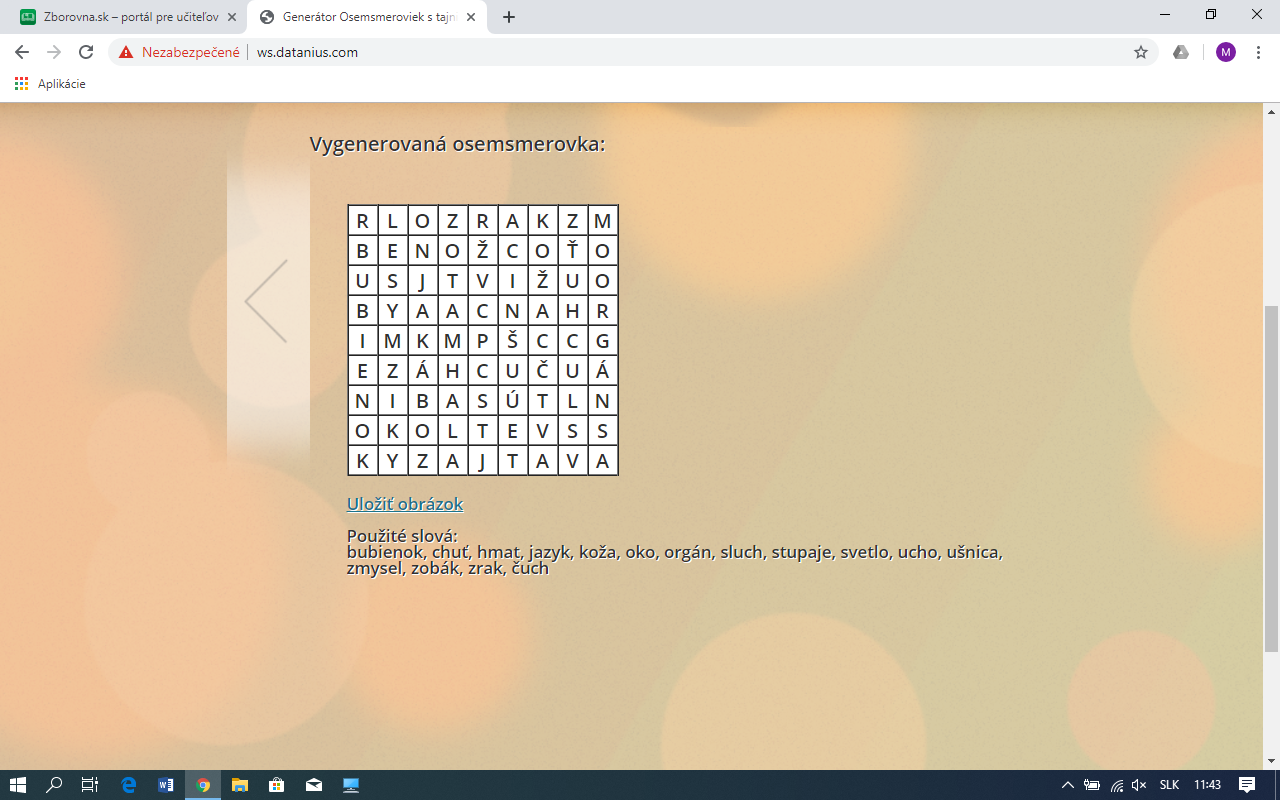 Zborovna.sk – portál pre učiteľov
Generátor Osemsmeroviek s tajn
Nezabezpečené
ws.datanius.com
M
Aplikácie
Vygenerovaná osemsmerovka:
R L O Z R A K Z M
B E N O Ž C O Ť O
U S J T V I Ž U O
B Y A A C N A H R
I M K M P Š C C G
E Z Á H C U Č U Á
N I B A S Ú T L N
O K O L T E V S S
K Y Z A J T A V A
Uložiť obrázok
Použité slová:
bubienok, chuť, hmat, jazyk, koža, oko, orgán, sluch, stupaje, svetlo, ucho, ušnica,
zmysel, zobák, zrak, čuch
SLK
11:43